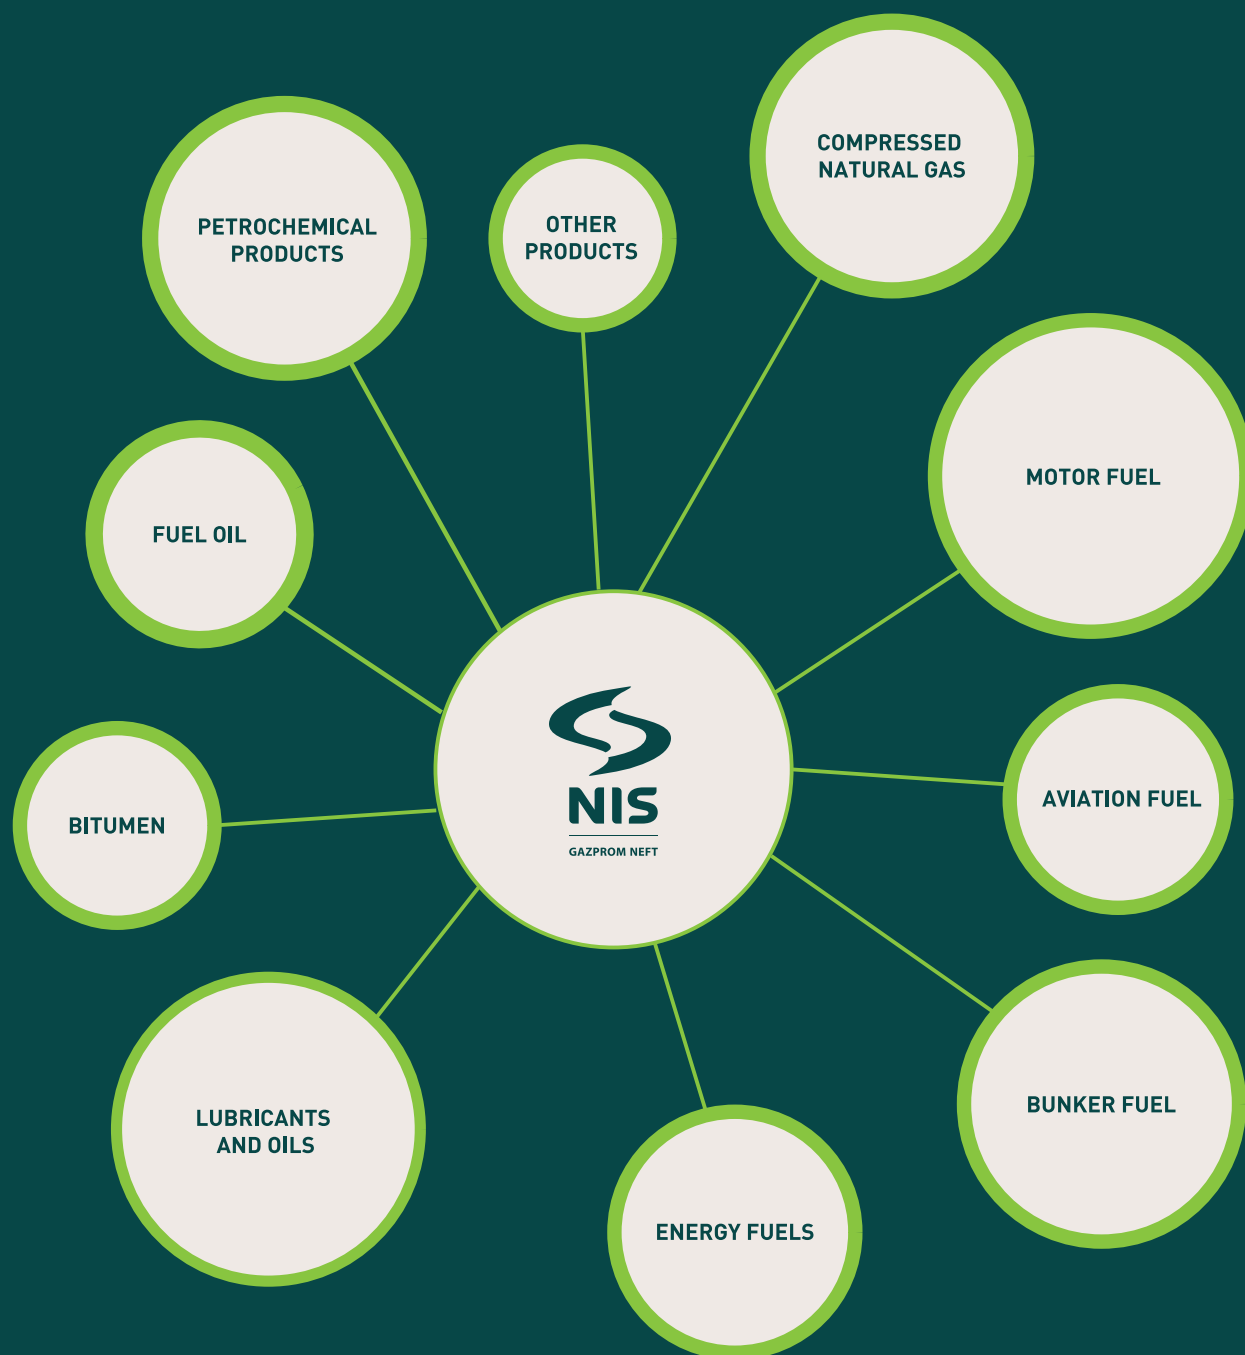 COMPRESSED
NATURAL GAS
PETROCHEMICAL
PRODUCTS
OTHER
PRODUCTS
MOTOR FUEL
FUEL OIL
NIS
GAZPROM NEFT
AVIATION FUEL
BITUMEN
BUNKER FUEL
LUBRICANTS
AND OILS
ENERGY FUELS